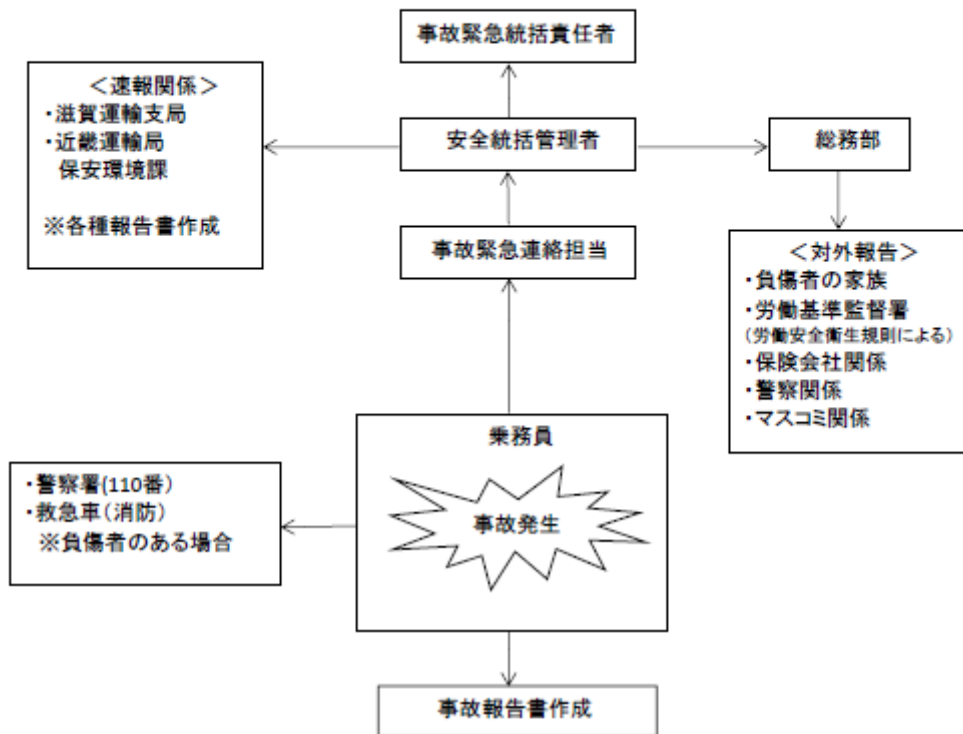 事故緊急統括責任者
＜速報関係＞
・滋賀運輸支局
・近畿運輸局
保安環境課
※各種報告書作成
安全統括管理者
総務部
事故緊急連絡担当
＜対外報告＞
・負傷者の家族
・労働基準監督署
（労働安全衛生規則による）
・保険会社関係
・警察関係
・マスコミ関係
乗務員
事故発生
・警察署(110番）
・救急車（消防）
※負傷者のある場合
事故報告書作成